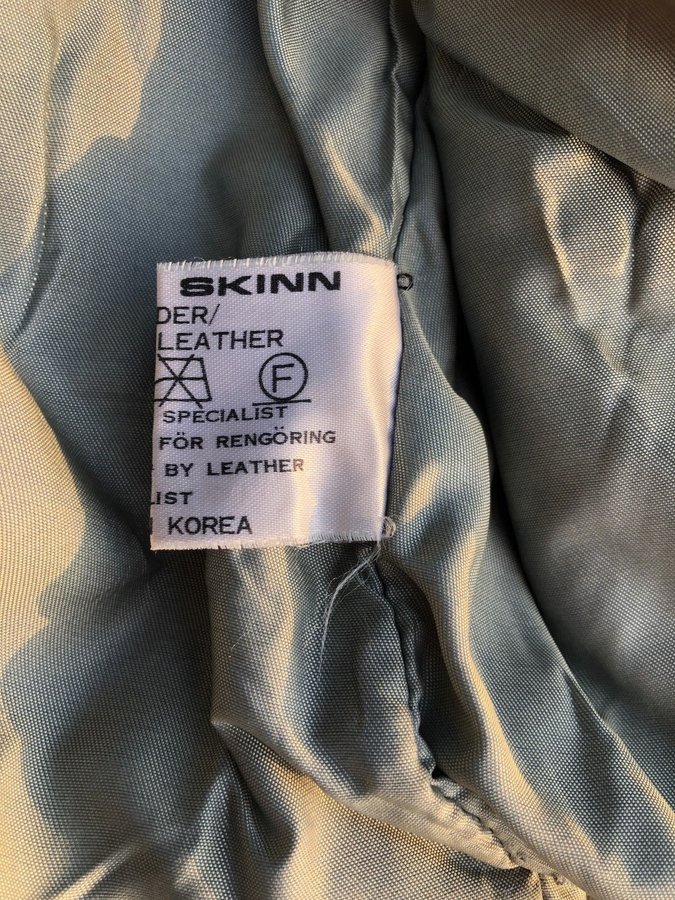 SKINN
DER/
LEATHER
F
SPECIALIST
FÖR RENGÖRING
BY LEATHER
LIST
KOREA